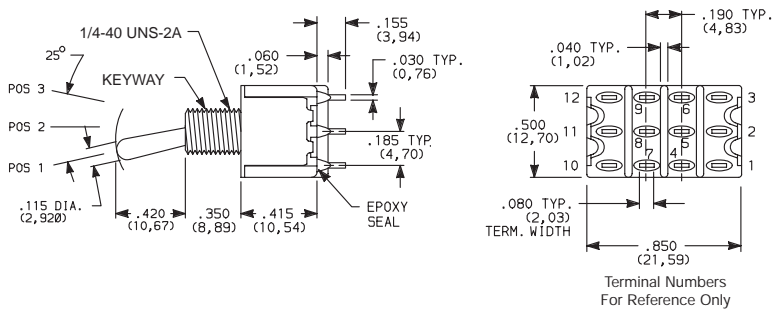 1/4-40 UNS-2A
25°
KEYWAY
POS 3
POS 2
POS 1
.115 DIA.
(2,920)
.420
(10,67)
.350
(8,89)
.415
(10,54)
.060
(1,52)
.155
(3,94)
.030 TYP.
(0,76)
.185 TYP.
(4,70)
EPOXY
SEAL
.190 TYP.
(4,83)
.040 TYP.
(1,02)
.500
(12,70)
12 9 6 3
11 8 5 2
10 7 4 1
.080 TYP.
(2,03)
TERM. WIDTH
.850
(21,59)
Terminal Numbers
For Reference Only